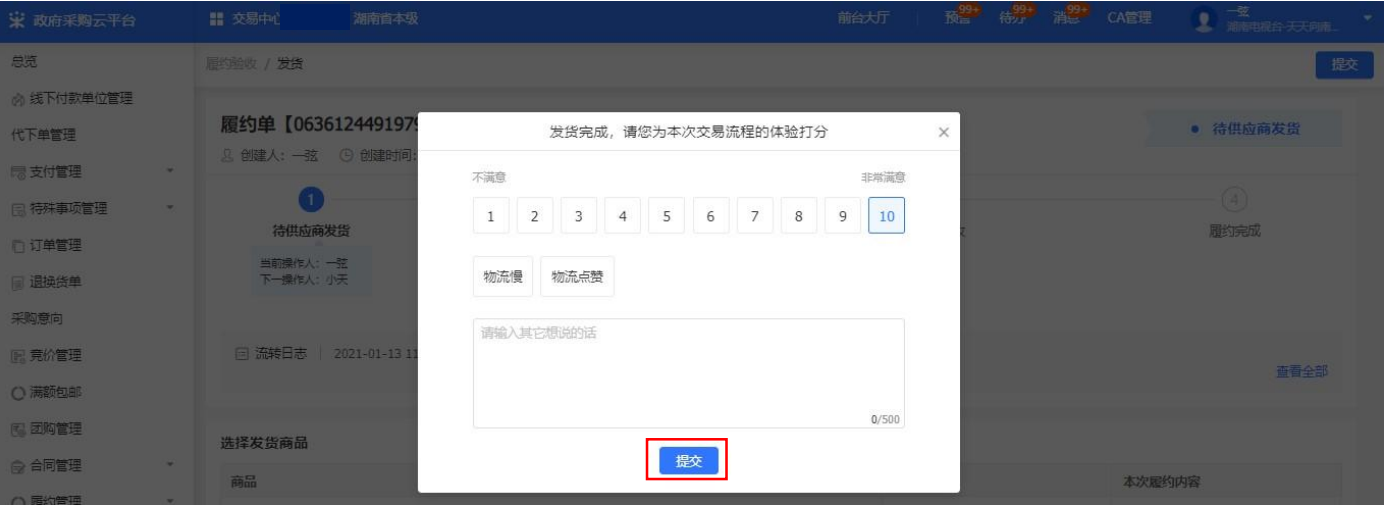 政府采购云平台
交易中心
湖南省本级
前台大厅
预警 99+
待办 99+
消息 99+
CA管理
一弦
湖南电视台-天天向南...
总览
线下付款单位管理
代下单管理
支付管理
特殊事项管理
订单管理
退换货单
采购意向
竞价管理
满额包邮
团购管理
合同管理
履约管理
履约验收 / 发货
提交
履约单【063612449197
创建人：一弦
创建时间：
待供应商发货
1
待供应商发货
当前操作人：一弦
下一操作人：小天
4
履约完成
流转日志
2021-01-13 11
查看全部
选择发货商品
商品
本次履约内容
发货完成，请您为本次交易流程的体验打分
不满意
非常满意
1 2 3 4 5 6 7 8 9 10
物流慢
物流点赞
请输入其它想说的话
0/500
提交